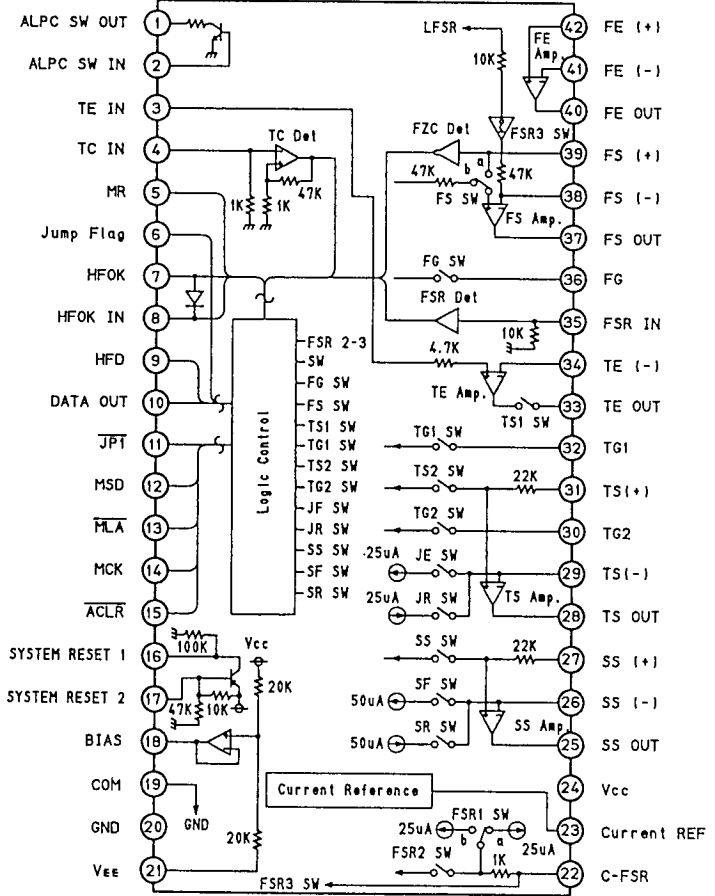 ALPC SW OUT 1
ALPC SW IN 2
TE IN 3
TC IN 4
MR 5
Jump Flag 6
HFOK 7
HFOK IN 8
HFD 9
DATA OUT 10
JP1 11
MSD 12
MLA 13
MCK 14
ACLR 15
SYSTEM RESET 1 16
SYSTEM RESET 2 17
BIAS 18
COM 19
GND 20
VEE 21
TC Det
47K
1K
1K
Logic Control
FSR 2-3
SW
FG SW
FS SW
TS1 SW
TG1 SW
TS2 SW
TG2 SW
JF SW
JR SW
SS SW
SF SW
SR SW
100K
Vcc
20K
47K
10K
GND
20K
Current Reference
FSR3 SW
LFSR
10K
FE
Amp.
FZC Det
FSR3 SW
a
b
47K
47K
FS SW
FS Amp.
FG SW
FSR Det
10K
4.7K
TE Amp.
TS1 SW
TG1 SW
TS2 SW
22K
TG2 SW
25uA
JE SW
25uA
JR SW
TS Amp.
SS SW
22K
SF SW
50uA
SR SW
50uA
SS Amp
FSR1 SW
25uA
b
a
25uA
FSR2 SW
1K
42 FE (+)
41 FE (-)
40 FE OUT
39 FS (+)
38 FS (-)
37 FS OUT
36 FG
35 FSR IN
34 TE (-)
33 TE OUT
32 TG1
31 TS(+)
30 TG2
29 TS(-)
28 TS OUT
27 SS (+)
26 SS (-)
25 SS OUT
24 Vcc
23 Current REF
22 C-FSR